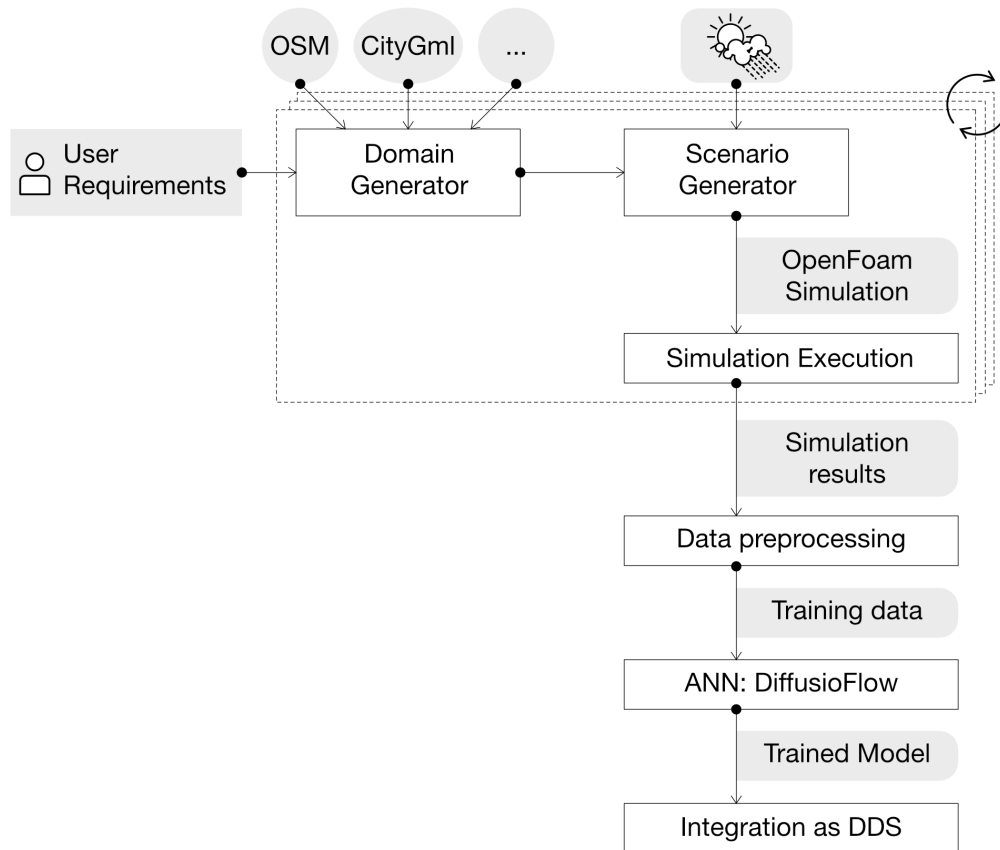 OSM
CityGml
...
User
Requirements
Domain
Generator
Scenario
Generator
OpenFoam
Simulation
Simulation Execution
Simulation
results
Data preprocessing
Training data
ANN: DiffusioFlow
Trained Model
Integration as DDS